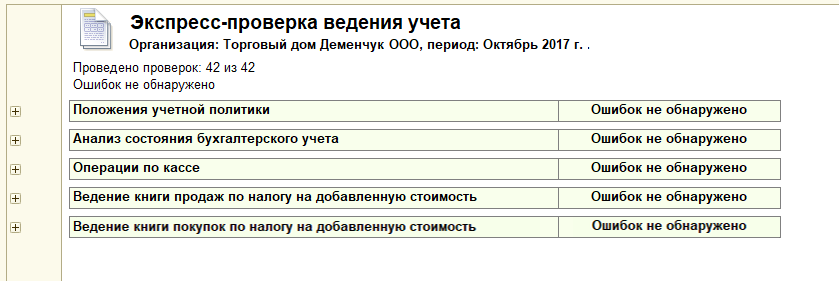 Экспресс-проверка ведения учета
Организация: Торговый дом Деменчук ООО, период: Октябрь 2017 г. .
Проведено проверок: 42 из 42
Ошибок не обнаружено
Положения учетной политики Ошибок не обнаружено
Анализ состояния бухгалтерского учета Ошибок не обнаружено
Операции по кассе Ошибок не обнаружено
Ведение книги продаж по налогу на добавленную стоимость Ошибок не обнаружено
Ведение книги покупок по налогу на добавленную стоимость Ошибок не обнаружено